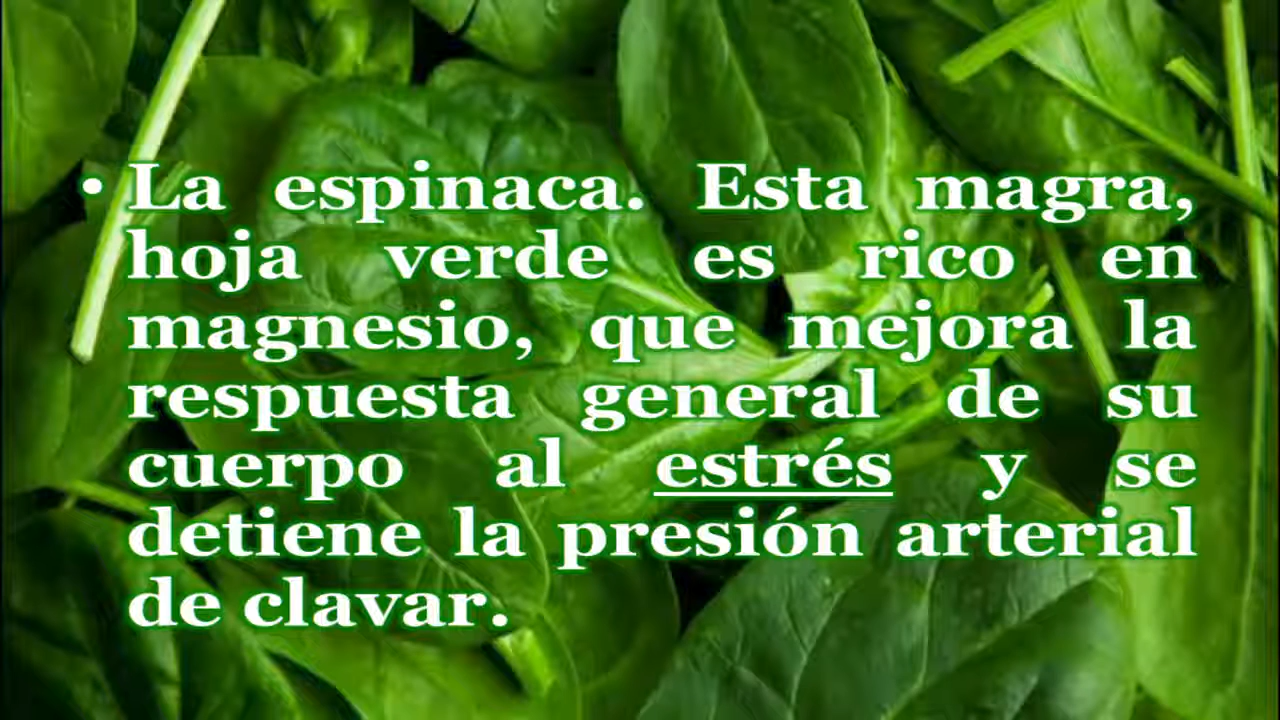 • La espinaca. Esta magra,
hoja verde es rico en
magnesio, que mejora la
respuesta general de su
cuerpo al estrés y se
detiene la presión arterial
de clavar.